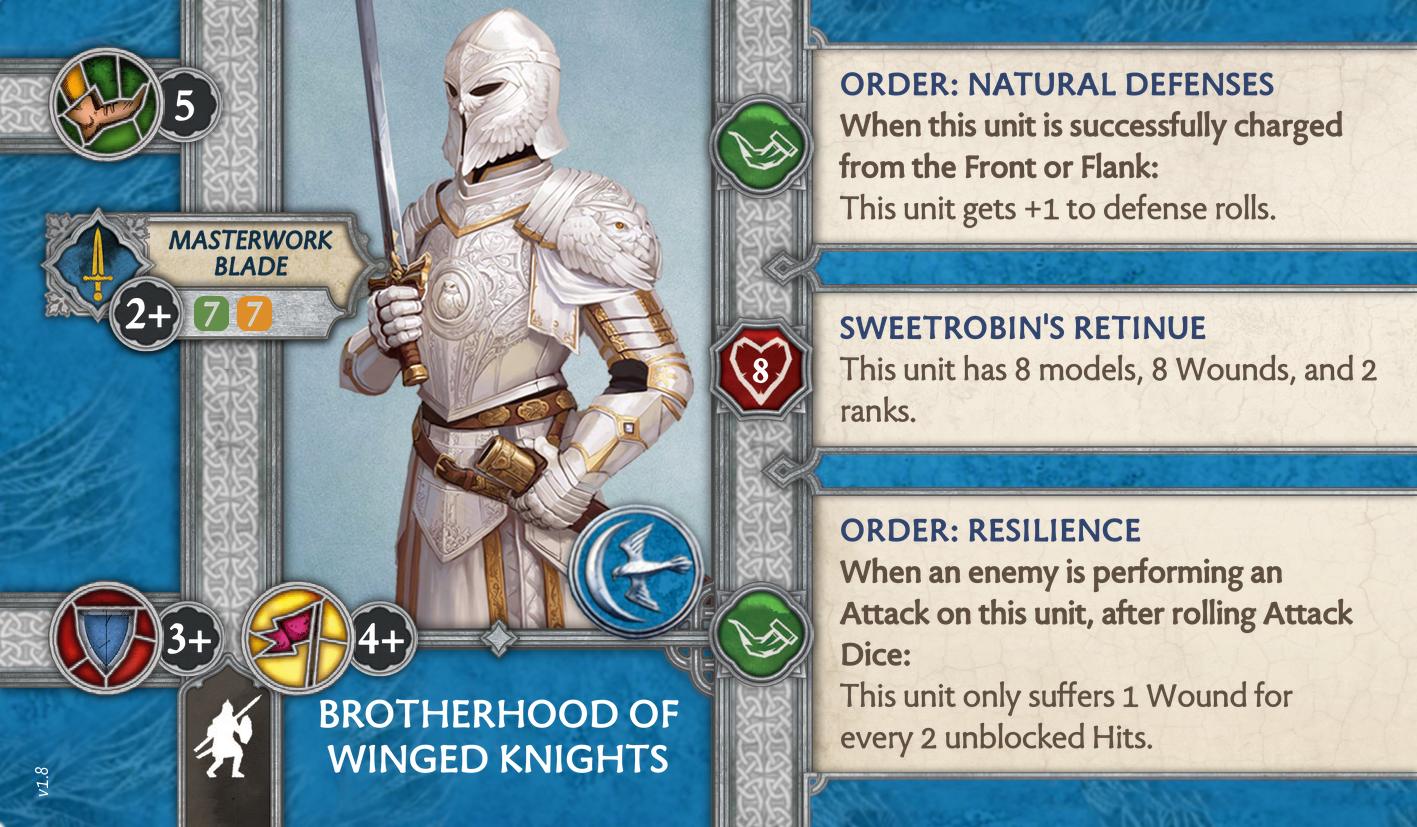 5
MASTERWORK
BLADE
2+ 7 7
3+ 4+
BROTHERHOOD OF
WINGED KNIGHTS
v1.8
ORDER: NATURAL DEFENSES
When this unit is successfully charged
from the Front or Flank:
This unit gets +1 to defense rolls.
8
SWEETROBIN'S RETINUE
This unit has 8 models, 8 Wounds, and 2
ranks.
ORDER: RESILIENCE
When an enemy is performing an
Attack on this unit, after rolling Attack
Dice:
This unit only suffers 1 Wound for
every 2 unblocked Hits.